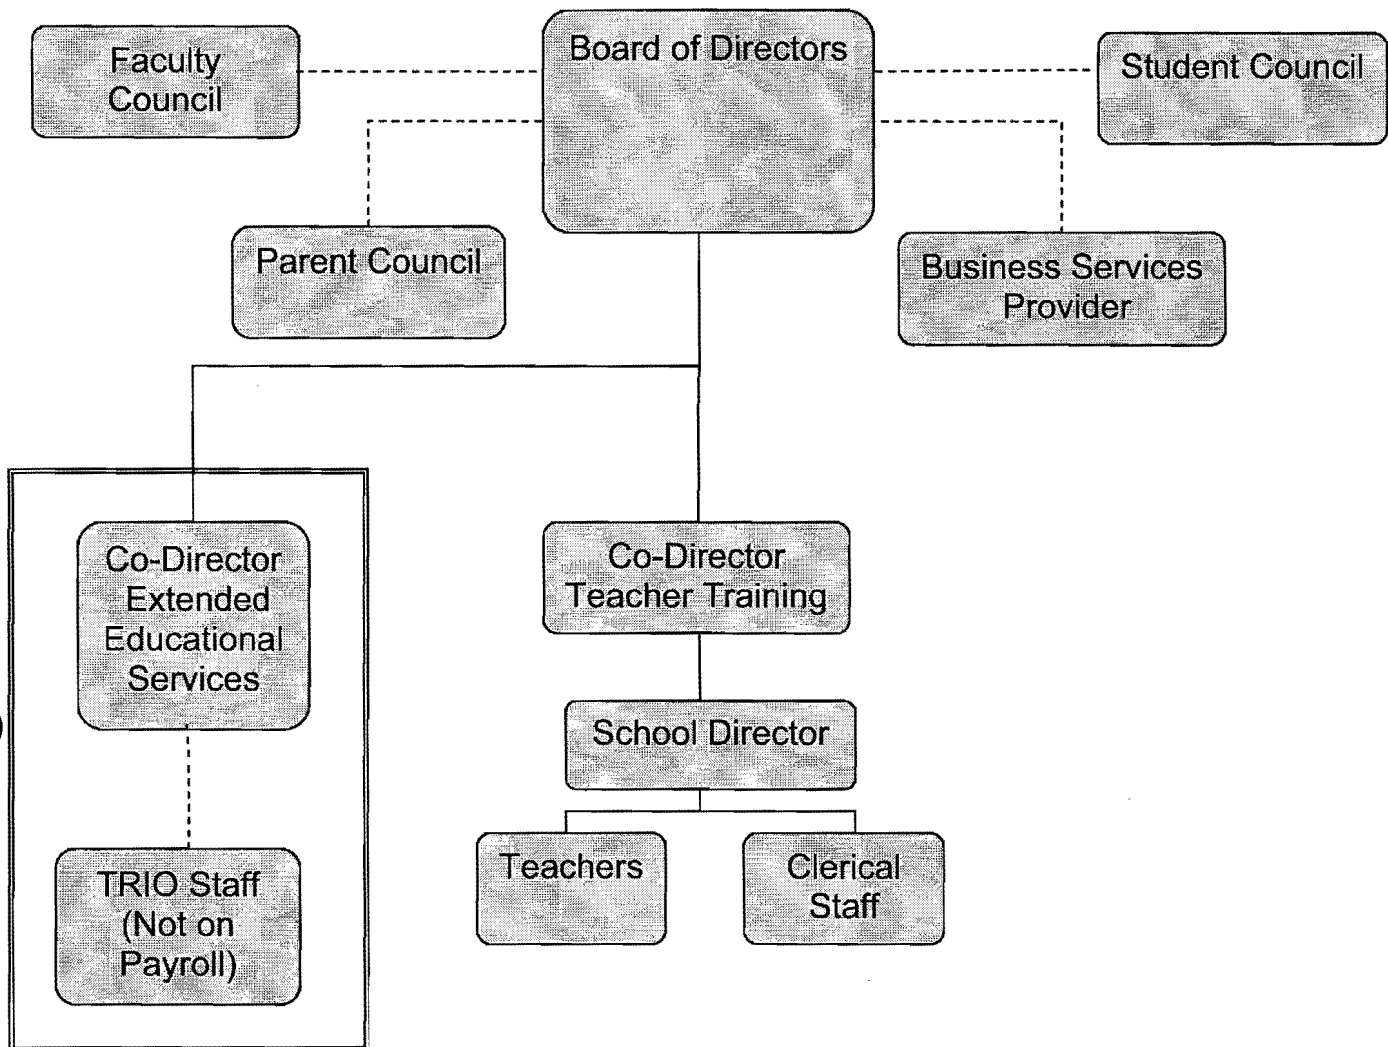 Faculty
Council
Board of Directors
Student Council
Parent Council
Business Services
Provider
Co-Director
Extended
Educational
Services
Co-Director
Teacher Training
School Director
TRIO Staff
(Not on
Payroll)
Teachers
Clerical
Staff